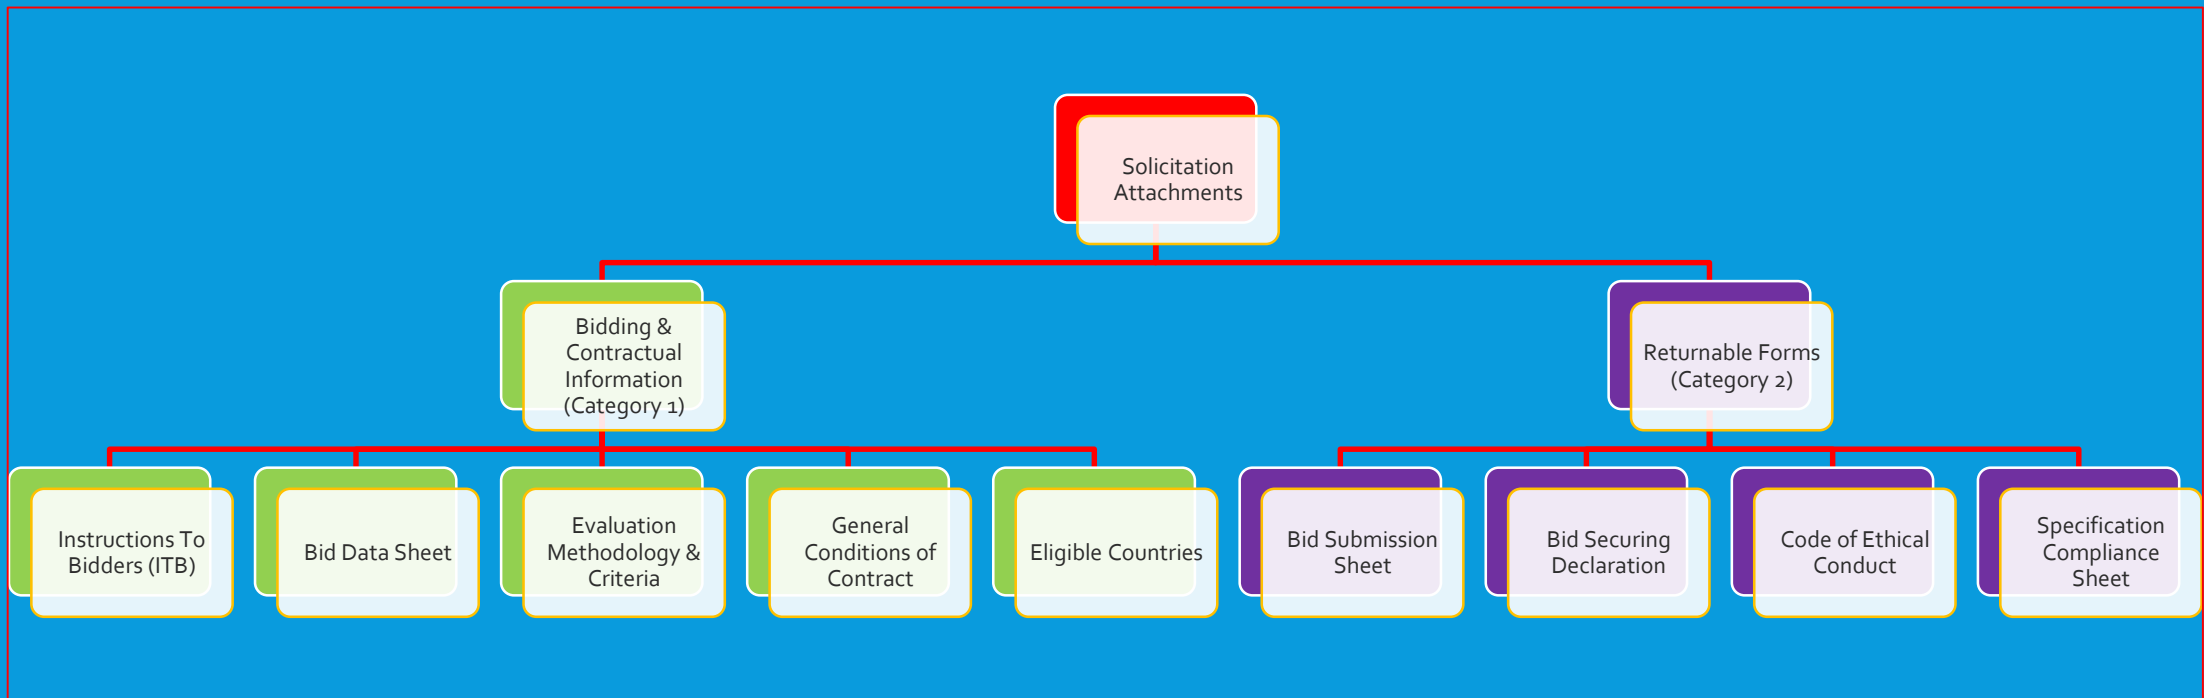 Solicitation
Attachments
Bidding &
Contractual
Information
(Category 1)
Returnable Forms
(Category 2)
Instructions To
Bidders (ITB)
Bid Data Sheet
Evaluation
Methodology &
Criteria
General
Conditions of
Contract
Eligible Countries
Bid Submission
Sheet
Bid Securing
Declaration
Code of Ethical
Conduct
Specification
Compliance
Sheet